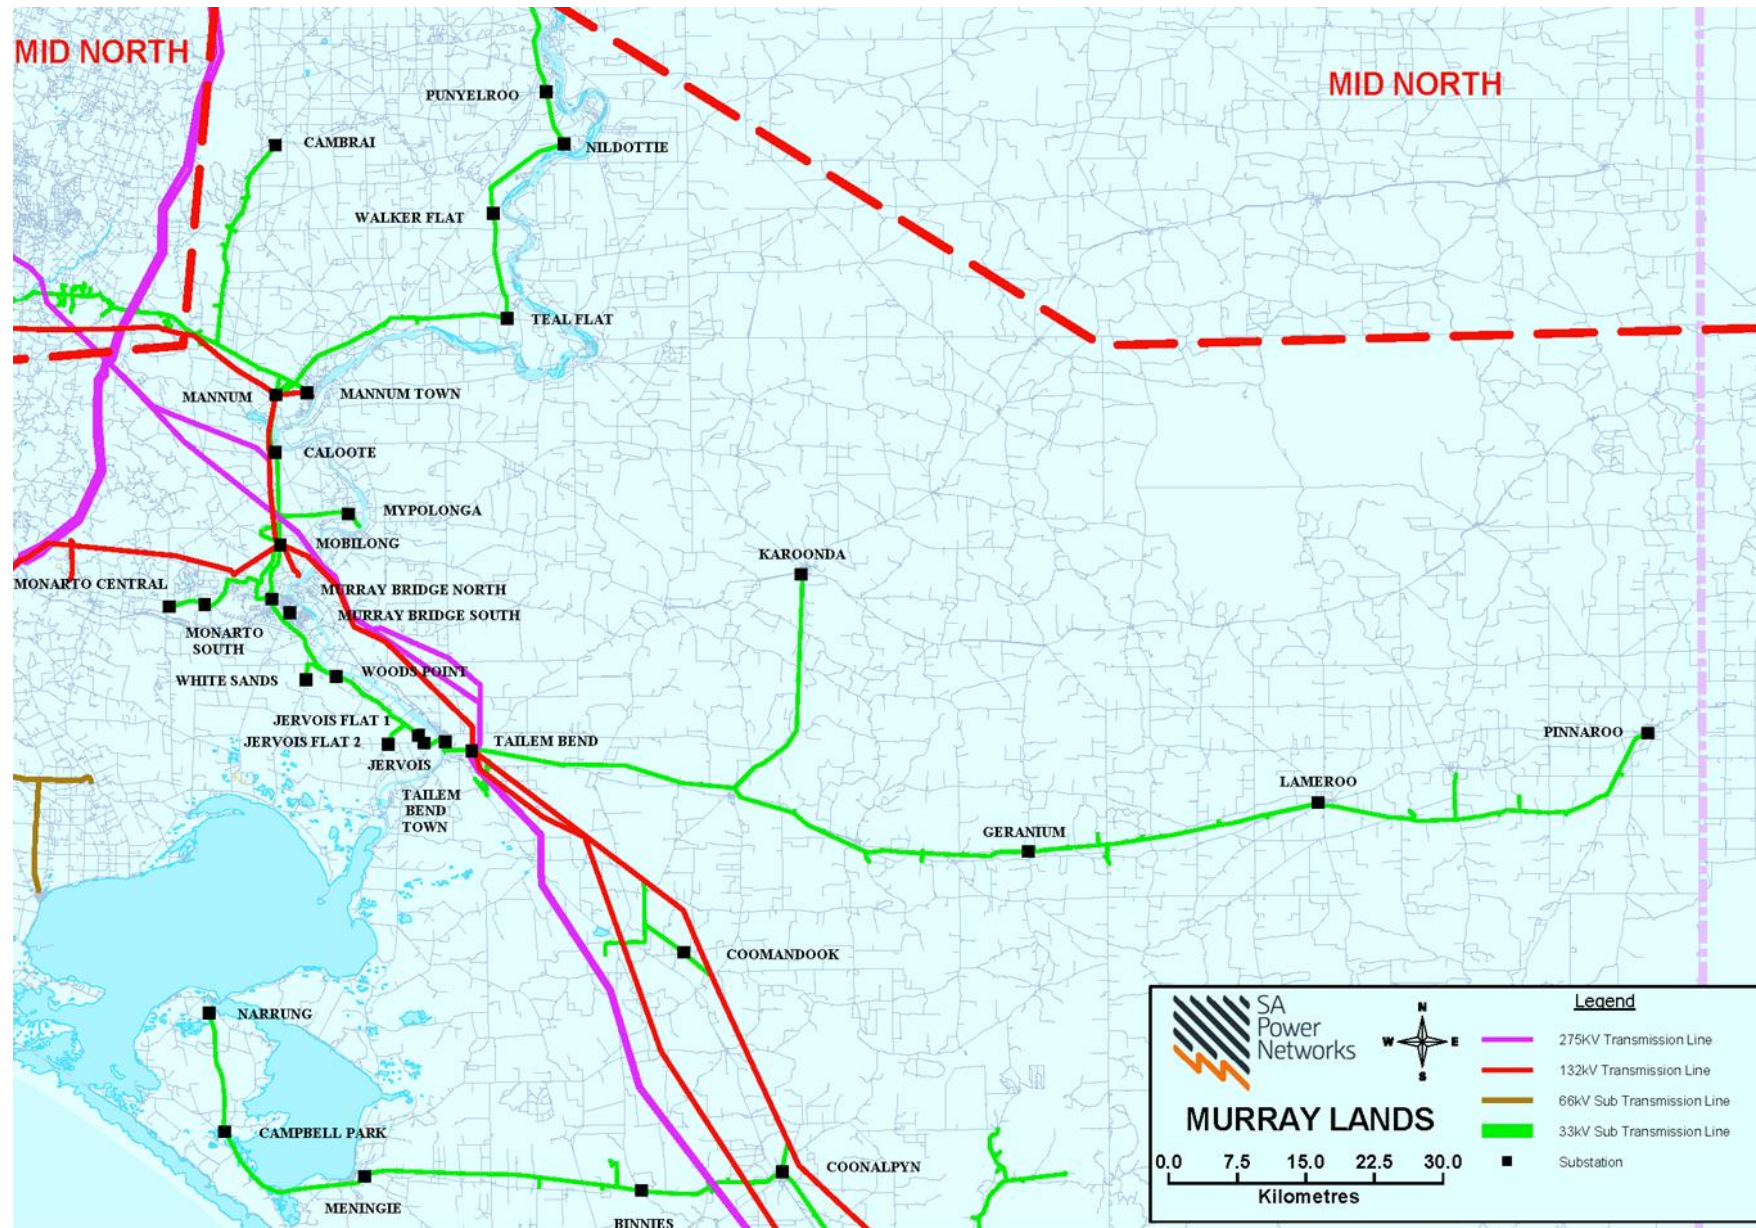 MID NORTH
MID NORTH
PUNYELROO
CAMBRAI
NILDOTTIE
WALKER FLAT
TEAL FLAT
MANNUM
MANNUM TOWN
CALOOTE
MYPOLONGA
MOBILONG
KAROONDA
MONARTO CENTRAL
MURRAY BRIDGE NORTH
MURRAY BRIDGE SOUTH
MONARTO
SOUTH
WOODS POINT
WHITE SANDS
JERVOIS FLAT 1
JERVOIS FLAT 2
JERVOIS
TAILEM BEND
PINNAROO
LAMEROO
TAILEM
BEND
TOWN
GERANIUM
COOMANDOOK
NARRUNG
CAMPBELL PARK
COONALPYN
MENINGIE
BINNIES
SA
Power
Networks
N
W
E
S
MURRAY LANDS
0.0 7.5 15.0 22.5 30.0
Kilometres
Legend
275KV Transmission Line
132kV Transmission Line
66kV Sub Transmission Line
33kV Sub Transmission Line
Substation